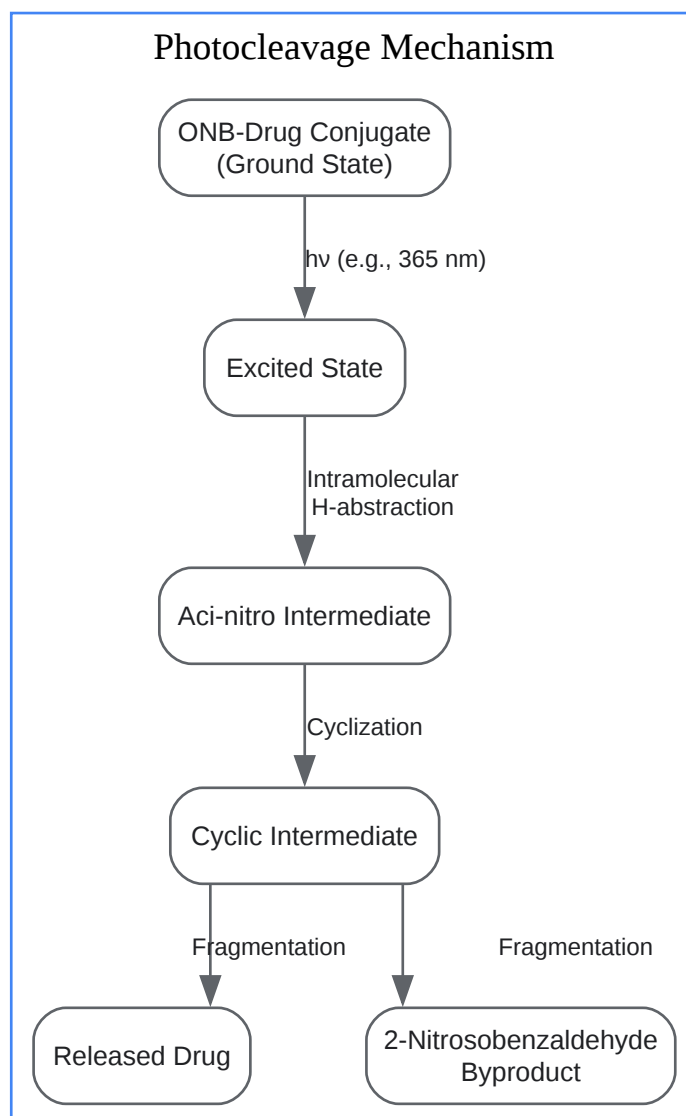 Photocleavage Mechanism
ONB-Drug Conjugate
(Ground State)
hν (e.g., 365 nm)
Excited State
Intramolecular
H-abstraction
Aci-nitro Intermediate
Cyclization
Cyclic Intermediate
Fragmentation
Fragmentation
Released Drug
2-Nitrosobenzaldehyde
Byproduct